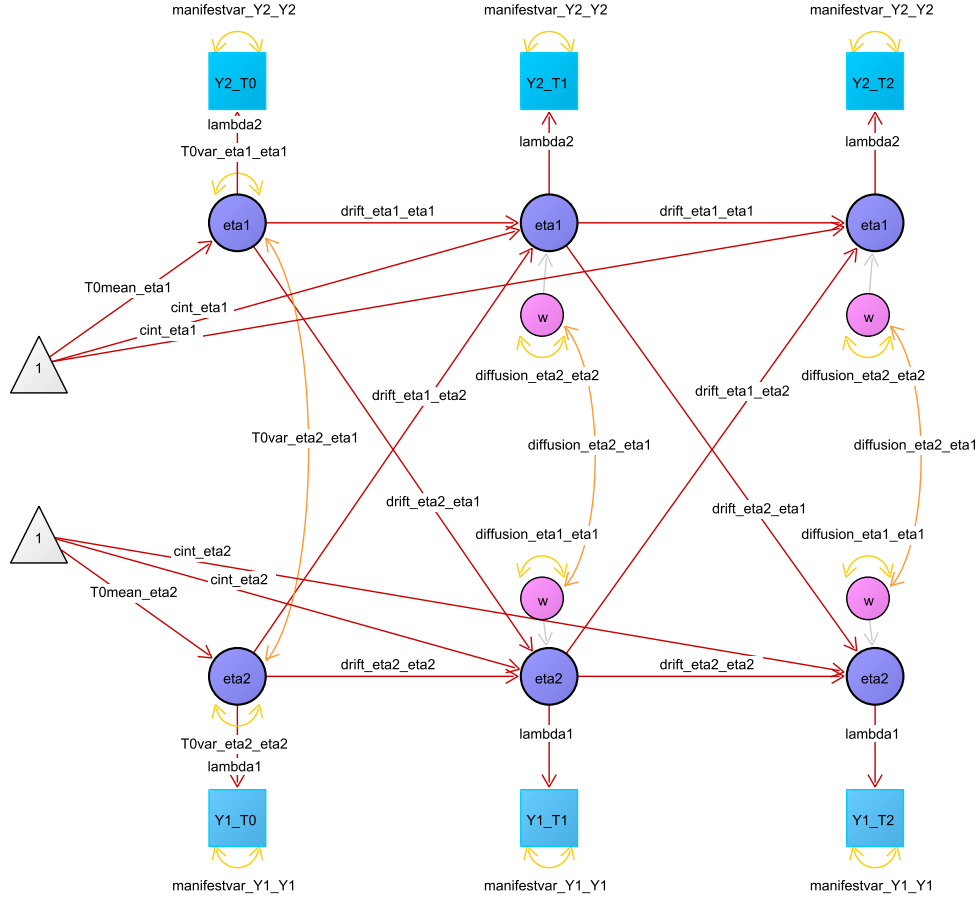 manifestvar_Y2_Y2 manifestvar_Y2_Y2 manifestvar_Y2_Y2
Y2_T0 Y2_T1 Y2_T2
lambda2
lambda2 lambda2
T0var_eta1_eta1
drift_eta1_eta1 drift_eta1_eta1
eta1 eta1 eta1
T0mean_eta1
cint_eta1
w w
cint_eta1
1
diffusion_eta2_eta2 diffusion_eta2_eta2
drift_eta1_eta2 drift_eta1_eta2
T0var_eta2_eta1 diffusion_eta2_eta1 diffusion_eta2_eta1
drift_eta2_eta1 drift_eta2_eta1
diffusion_eta1_eta1 diffusion_eta1_eta1
1
cint_eta2
cint_eta2
T0mean_eta2
w w
drift_eta2_eta2 drift_eta2_eta2
eta2 eta2 eta2
lambda1 lambda1
T0var_eta2_eta2
lambda1
Y1_T0 Y1_T1 Y1_T2
manifestvar_Y1_Y1 manifestvar_Y1_Y1 manifestvar_Y1_Y1